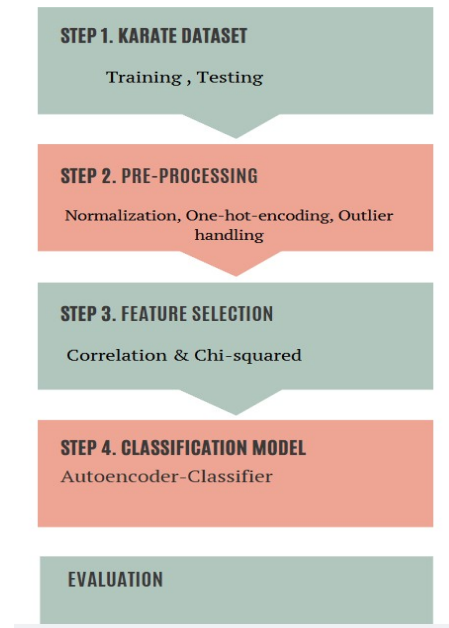 STEP 1. KARATE DATASET
Training , Testing
STEP 2. PRE-PROCESSING
Normalization, One-hot-encoding, Outlier
handling
STEP 3. FEATURE SELECTION
Correlation & Chi-squared
STEP 4. CLASSIFICATION MODEL
Autoencoder-Classifier
EVALUATION